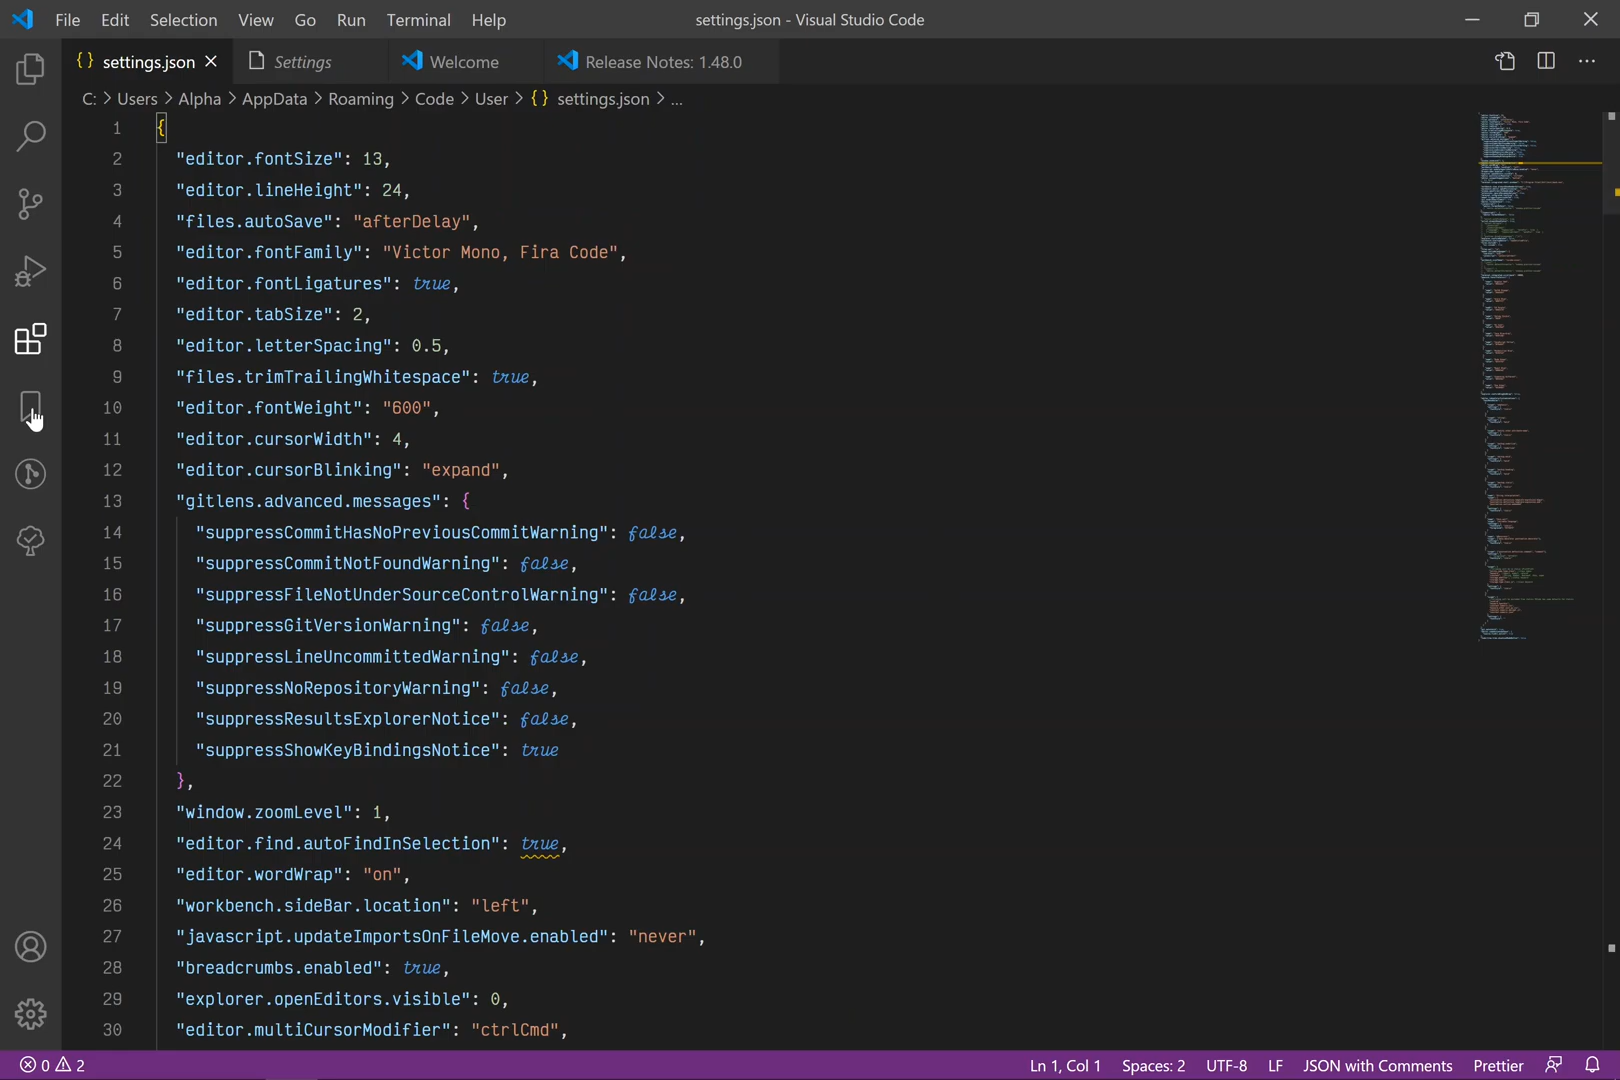 File Edit Selection View Go Run Terminal Help settings.json - Visual Studio Code
{} settings.json × Settings Welcome Release Notes: 1.48.0 ···
C: > Users > Alpha > AppData > Roaming > Code > User > {} settings.json > ...
1 {
2 "editor.fontSize": 13,
3 "editor.lineHeight": 24,
4 "files.autoSave": "afterDelay",
5 "editor.fontFamily": "Victor Mono, Fira Code",
6 "editor.fontLigatures": true,
7 "editor.tabSize": 2,
8 "editor.letterSpacing": 0.5,
9 "files.trimTrailingWhitespace": true,
10 "editor.fontWeight": "600",
11 "editor.cursorWidth": 4,
12 "editor.cursorBlinking": "expand",
13 "gitlens.advanced.messages": {
14 "suppressCommitHasNoPreviousCommitWarning": false,
15 "suppressCommitNotFoundWarning": false,
16 "suppressFileNotUnderSourceControlWarning": false,
17 "suppressGitVersionWarning": false,
18 "suppressLineUncommittedWarning": false,
19 "suppressNoRepositoryWarning": false,
20 "suppressResultsExplorerNotice": false,
21 "suppressShowKeyBindingsNotice": true
22 },
23 "window.zoomLevel": 1,
24 "editor.find.autoFindInSelection": true,
25 "editor.wordWrap": "on",
26 "workbench.sideBar.location": "left",
27 "javascript.updateImportsOnFileMove.enabled": "never",
28 "breadcrumbs.enabled": true,
29 "explorer.openEditors.visible": 0,
30 "editor.multiCursorModifier": "ctrlCmd",
0 2 Ln 1, Col 1 Spaces: 2 UTF-8 LF JSON with Comments Prettier